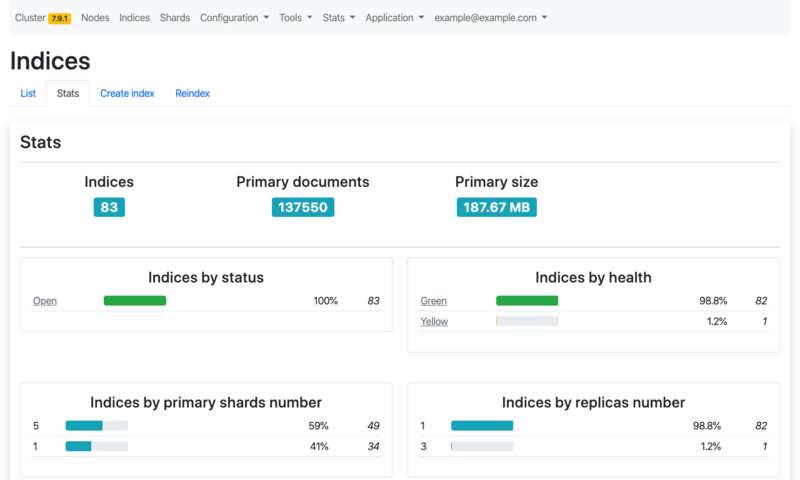 Cluster 7.9.1 Nodes Indices Shards Configuration Tools Stats Application example@example.com
Indices
List Stats Create index Reindex
Stats
Indices Primary documents Primary size
83 137550 187.67 MB
Indices by status
Open 100% 83
Indices by health
Green 98.8% 82
Yellow 1.2% 1
Indices by primary shards number
5 59% 49
1 41% 34
Indices by replicas number
1 98.8% 82
3 1.2% 1